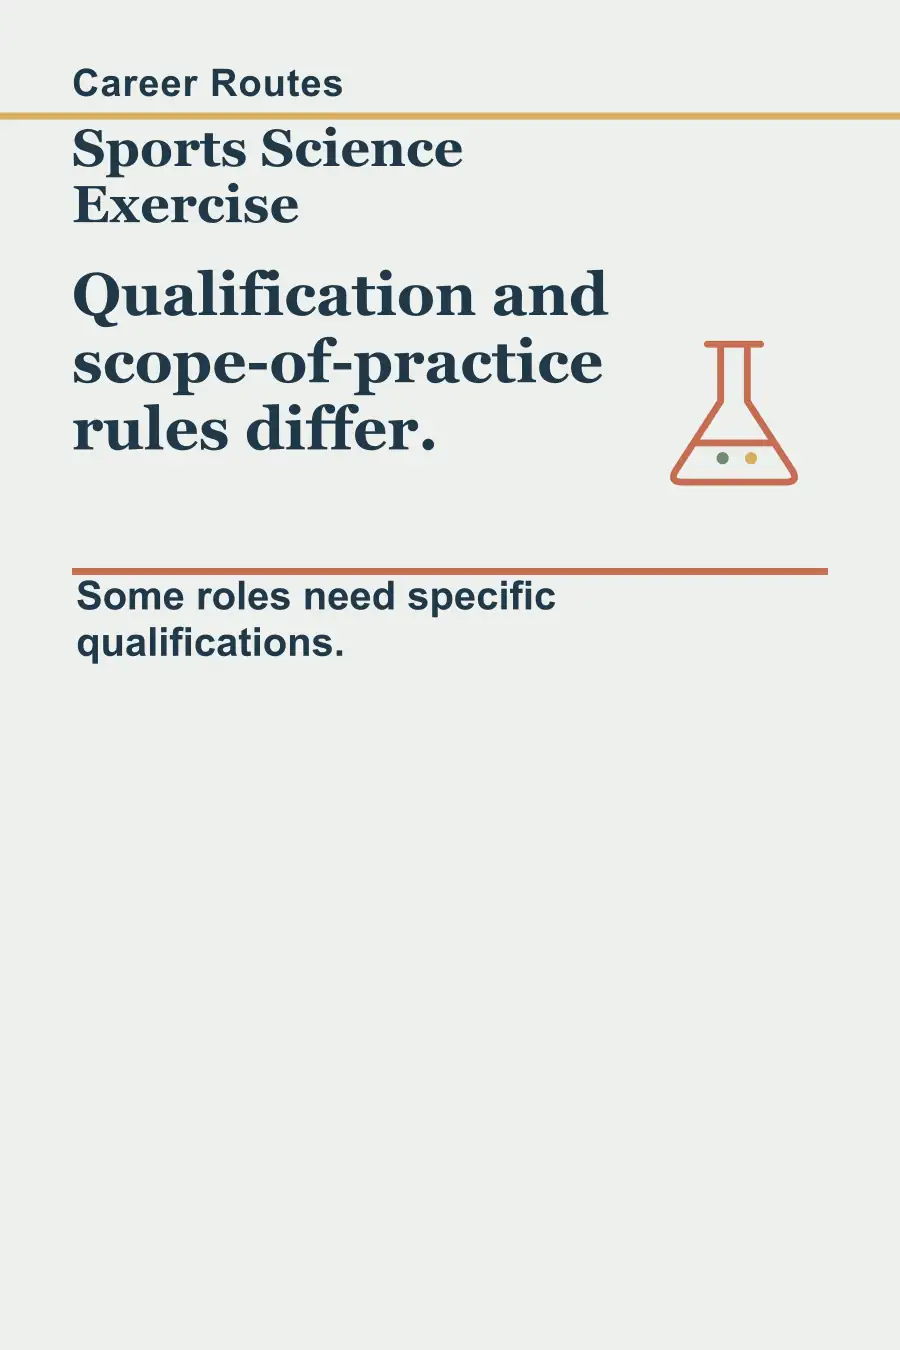 Career Routes
Sports Science
Exercise
Qualification and
scope-of-practice
rules differ.
Some roles need specific
qualifications.